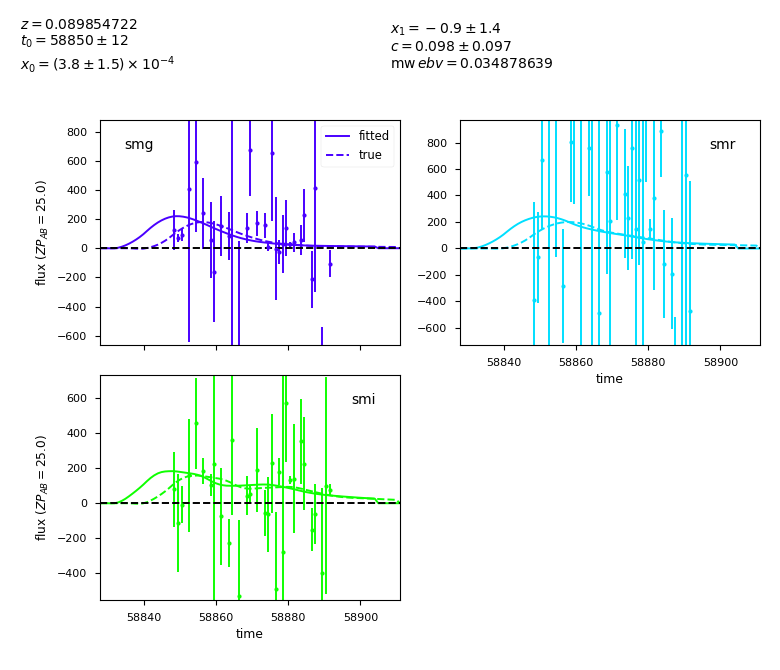 z = 0.089854722
t₀ = 58850 ± 12
x₀ = (3.8 ± 1.5) × 10⁻⁴
x₁ = −0.9 ± 1.4
c = 0.098 ± 0.097
mw ebv = 0.034878639
smg
fitted
true
800
600
400
200
0
−200
−400
−600
flux (ZP_AB = 25.0)
smr
800
600
400
200
0
−200
−400
−600
58840 58860 58880 58900
time
smi
600
400
200
0
−200
−400
flux (ZP_AB = 25.0)
58840 58860 58880 58900
time